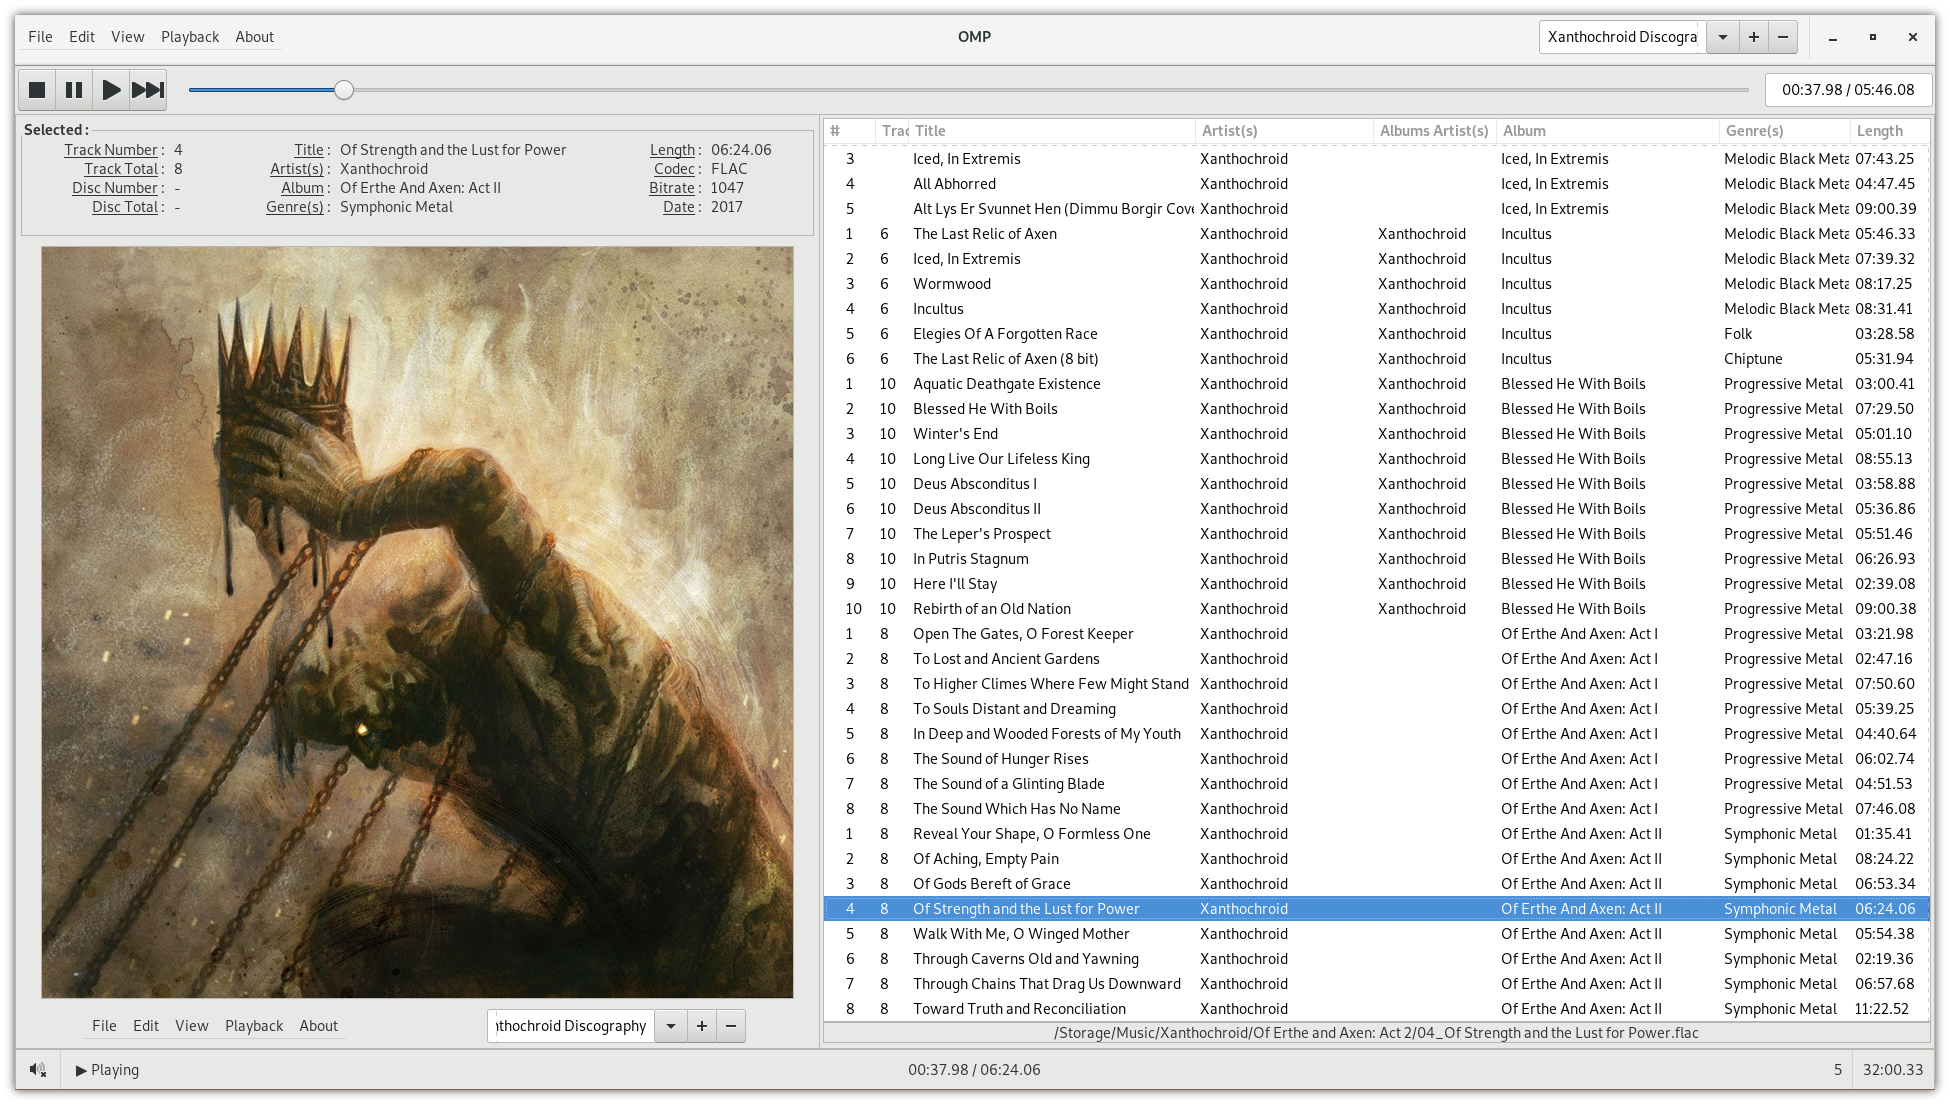 File Edit View Playback About OMP Xanthochroid Discogra
00:37.98 / 05:46.08
Selected :
Track Number : 4 Title : Of Strength and the Lust for Power Length : 06:24.06
Track Total : 8 Artist(s) : Xanthochroid Codec : FLAC
Disc Number : - Album : Of Erthe And Axen: Act II Bitrate : 1047
Disc Total : - Genre(s) : Symphonic Metal Date : 2017
File Edit View Playback About nthochroid Discography
# Trac Title Artist(s) Albums Artist(s) Album Genre(s) Length
3 Iced, In Extremis Xanthochroid Iced, In Extremis Melodic Black Meta 07:43.25
4 All Abhorred Xanthochroid Iced, In Extremis Melodic Black Meta 04:47.45
5 Alt Lys Er Svunnet Hen (Dimmu Borgir Cove Xanthochroid Iced, In Extremis Melodic Black Meta 09:00.39
1 6 The Last Relic of Axen Xanthochroid Xanthochroid Incultus Melodic Black Meta 05:46.33
2 6 Iced, In Extremis Xanthochroid Xanthochroid Incultus Melodic Black Meta 07:39.32
3 6 Wormwood Xanthochroid Xanthochroid Incultus Melodic Black Meta 08:17.25
4 6 Incultus Xanthochroid Xanthochroid Incultus Melodic Black Meta 08:31.41
5 6 Elegies Of A Forgotten Race Xanthochroid Xanthochroid Incultus Folk 03:28.58
6 6 The Last Relic of Axen (8 bit) Xanthochroid Xanthochroid Incultus Chiptune 05:31.94
1 10 Aquatic Deathgate Existence Xanthochroid Xanthochroid Blessed He With Boils Progressive Metal 03:00.41
2 10 Blessed He With Boils Xanthochroid Xanthochroid Blessed He With Boils Progressive Metal 07:29.50
3 10 Winter's End Xanthochroid Xanthochroid Blessed He With Boils Progressive Metal 05:01.10
4 10 Long Live Our Lifeless King Xanthochroid Xanthochroid Blessed He With Boils Progressive Metal 08:55.13
5 10 Deus Absconditus I Xanthochroid Xanthochroid Blessed He With Boils Progressive Metal 03:58.88
6 10 Deus Absconditus II Xanthochroid Xanthochroid Blessed He With Boils Progressive Metal 05:36.86
7 10 The Leper's Prospect Xanthochroid Xanthochroid Blessed He With Boils Progressive Metal 05:51.46
8 10 In Putris Stagnum Xanthochroid Xanthochroid Blessed He With Boils Progressive Metal 06:26.93
9 10 Here I'll Stay Xanthochroid Xanthochroid Blessed He With Boils Progressive Metal 02:39.08
10 10 Rebirth of an Old Nation Xanthochroid Xanthochroid Blessed He With Boils Progressive Metal 09:00.38
1 8 Open The Gates, O Forest Keeper Xanthochroid Of Erthe And Axen: Act I Progressive Metal 03:21.98
2 8 To Lost and Ancient Gardens Xanthochroid Of Erthe And Axen: Act I Progressive Metal 02:47.16
3 8 To Higher Climes Where Few Might Stand Xanthochroid Of Erthe And Axen: Act I Progressive Metal 07:50.60
4 8 To Souls Distant and Dreaming Xanthochroid Of Erthe And Axen: Act I Progressive Metal 05:39.25
5 8 In Deep and Wooded Forests of My Youth Xanthochroid Of Erthe And Axen: Act I Progressive Metal 04:40.64
6 8 The Sound of Hunger Rises Xanthochroid Of Erthe And Axen: Act I Progressive Metal 06:02.74
7 8 The Sound of a Glinting Blade Xanthochroid Of Erthe And Axen: Act I Progressive Metal 04:51.53
8 8 The Sound Which Has No Name Xanthochroid Of Erthe And Axen: Act I Progressive Metal 07:46.08
1 8 Reveal Your Shape, O Formless One Xanthochroid Of Erthe And Axen: Act II Symphonic Metal 01:35.41
2 8 Of Aching, Empty Pain Xanthochroid Of Erthe And Axen: Act II Symphonic Metal 08:24.22
3 8 Of Gods Bereft of Grace Xanthochroid Of Erthe And Axen: Act II Symphonic Metal 06:53.34
4 8 Of Strength and the Lust for Power Xanthochroid Of Erthe And Axen: Act II Symphonic Metal 06:24.06
5 8 Walk With Me, O Winged Mother Xanthochroid Of Erthe And Axen: Act II Symphonic Metal 05:54.38
6 8 Through Caverns Old and Yawning Xanthochroid Of Erthe And Axen: Act II Symphonic Metal 02:19.36
7 8 Through Chains That Drag Us Downward Xanthochroid Of Erthe And Axen: Act II Symphonic Metal 06:57.68
8 8 Toward Truth and Reconciliation Xanthochroid Of Erthe And Axen: Act II Symphonic Metal 11:22.52
/Storage/Music/Xanthochroid/Of Erthe and Axen: Act 2/04_Of Strength and the Lust for Power.flac
Playing 00:37.98 / 06:24.06 5 32:00.33